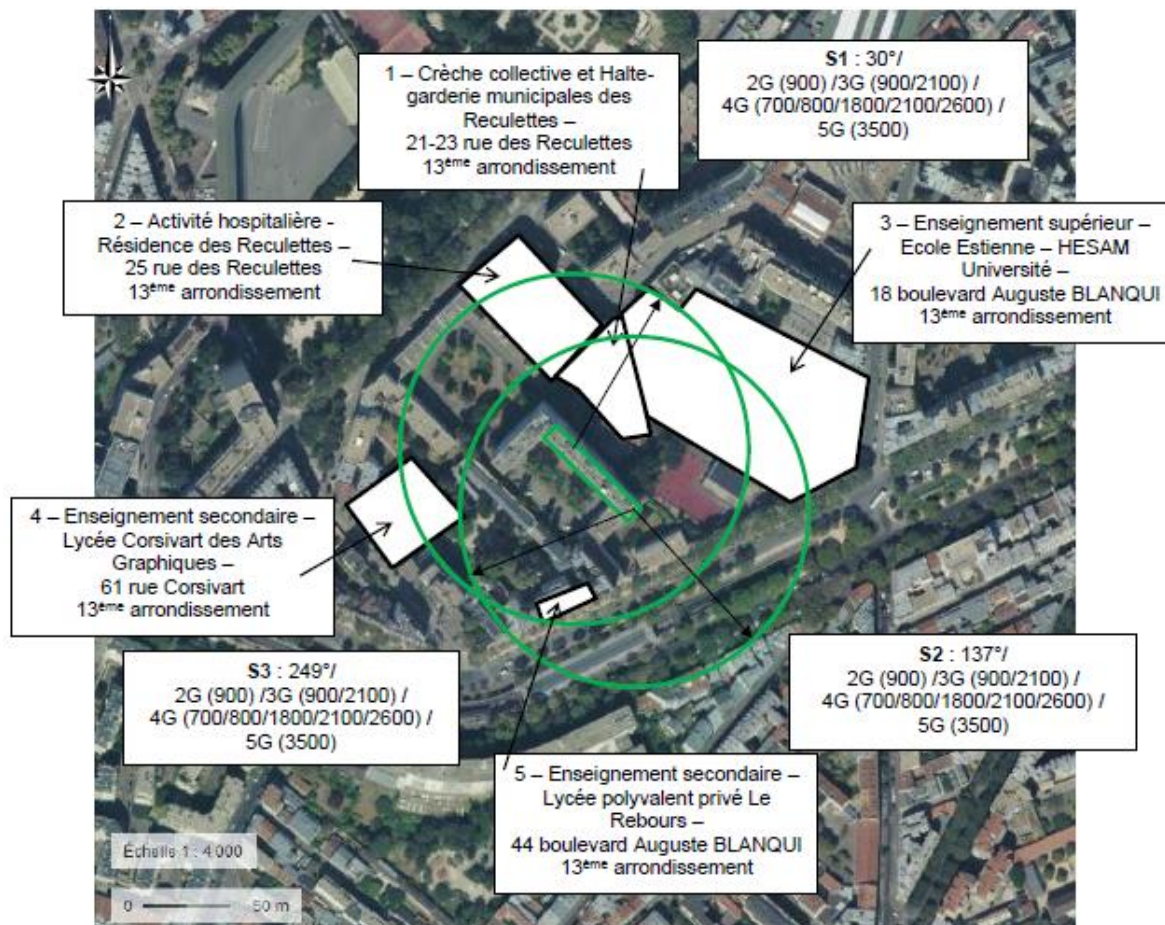 1 – Crèche collective et Halte-
garderie municipales des
Reculettes –
21-23 rue des Reculettes
13ème arrondissement
S1 : 30°/
2G (900) /3G (900/2100) /
4G (700/800/1800/2100/2600) /
5G (3500)
2 – Activité hospitalière -
Résidence des Reculettes –
25 rue des Reculettes
13ème arrondissement
3 – Enseignement supérieur –
Ecole Estienne – HESAM
Université –
18 boulevard Auguste BLANQUI
13ème arrondissement
4 – Enseignement secondaire –
Lycée Corsivart des Arts
Graphiques –
61 rue Corsivart
13ème arrondissement
S3 : 249°/
2G (900) /3G (900/2100) /
4G (700/800/1800/2100/2600) /
5G (3500)
S2 : 137°/
2G (900) /3G (900/2100) /
4G (700/800/1800/2100/2600) /
5G (3500)
5 – Enseignement secondaire –
Lycée polyvalent privé Le
Rebours –
44 boulevard Auguste BLANQUI
13ème arrondissement
Échelle 1 : 4 000
0 50 m